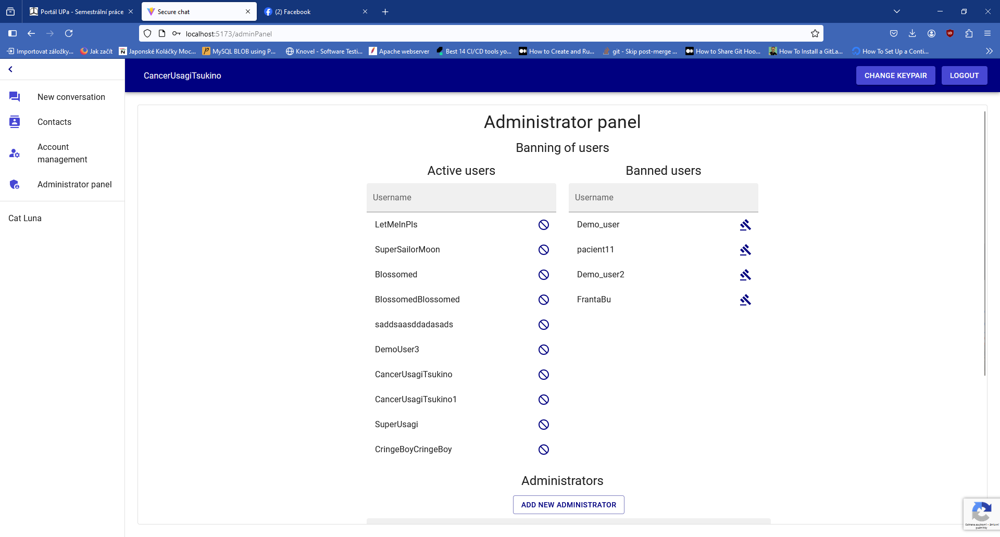 Portál UPa - Semestrální práce
Secure chat
(2) Facebook
localhost:5173/adminPanel
Importovat záložky...
Jak začít
Japonské Koláčky Moc...
MySQL BLOB using P...
Knovel - Software Testi...
Apache webserver
Best 14 CI/CD tools yo...
How to Create and Ru...
git - Skip post-merge ...
How to Share Git Hoo...
How To Install a GitLa...
How To Set Up a Conti...
CancerUsagiTsukino
CHANGE KEYPAIR
LOGOUT
New conversation
Contacts
Account
management
Administrator panel
Cat Luna
Administrator panel
Banning of users
Active users
Banned users
Username
Username
LetMeInPls
Demo_user
SuperSailorMoon
pacient11
Blossomed
Demo_user2
BlossomedBlossomed
FrantaBu
saddsaasddadasads
DemoUser3
CancerUsagiTsukino
CancerUsagiTsukino1
SuperUsagi
CringeBoyCringeBoy
Administrators
ADD NEW ADMINISTRATOR
Ochrana soukromí - Smluvní
podmínky